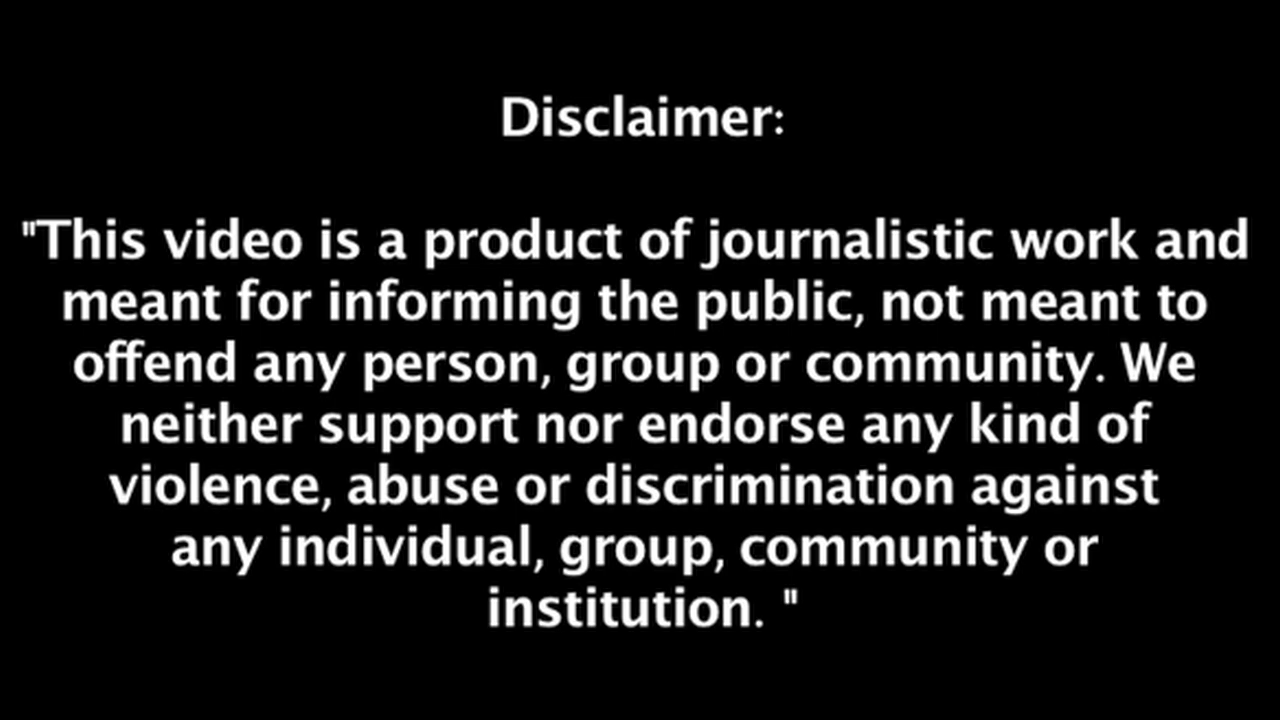 Disclaimer:
"This video is a product of journalistic work and
meant for informing the public, not meant to
offend any person, group or community. We
neither support nor endorse any kind of
violence, abuse or discrimination against
any individual, group, community or
institution. "